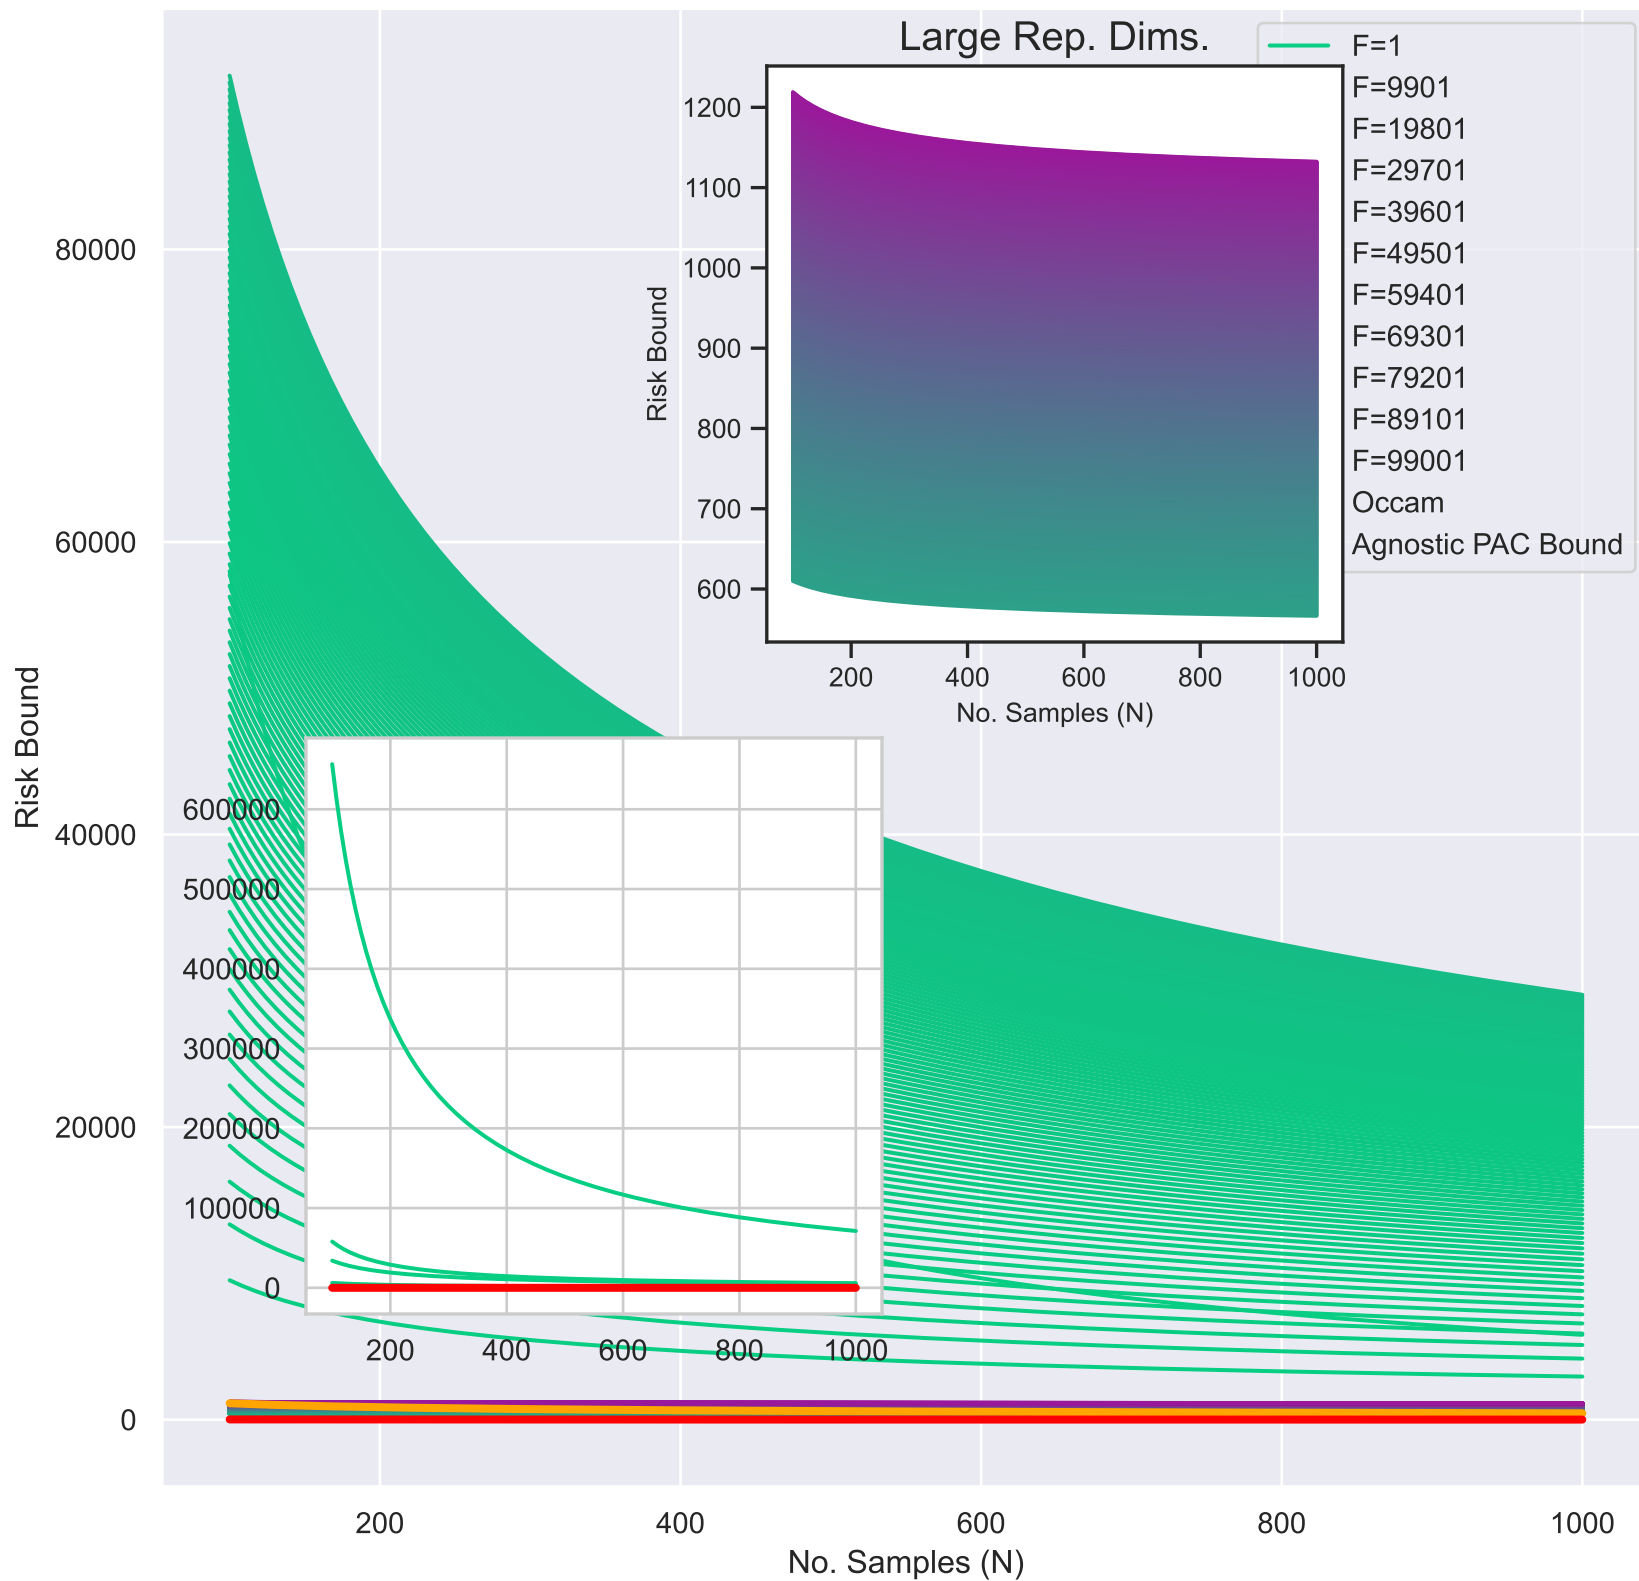 Large Rep. Dims.
F=1
F=9901
F=19801
F=29701
F=39601
F=49501
F=59401
F=69301
F=79201
F=89101
F=99001
Occam
Agnostic PAC Bound
1200
1100
1000
900
800
700
600
Risk Bound
200 400 600 800 1000
No. Samples (N)
80000
60000
40000
20000
0
Risk Bound
600000
500000
400000
300000
200000
100000
0
200 400 600 800 1000
200 400 600 800 1000
No. Samples (N)